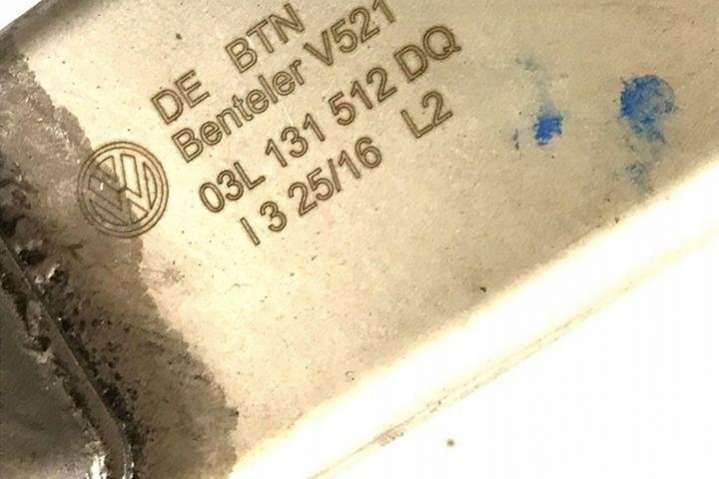 DE BTN
Benteler V521
03L 131 512 DQ
I 3 25/16 L2